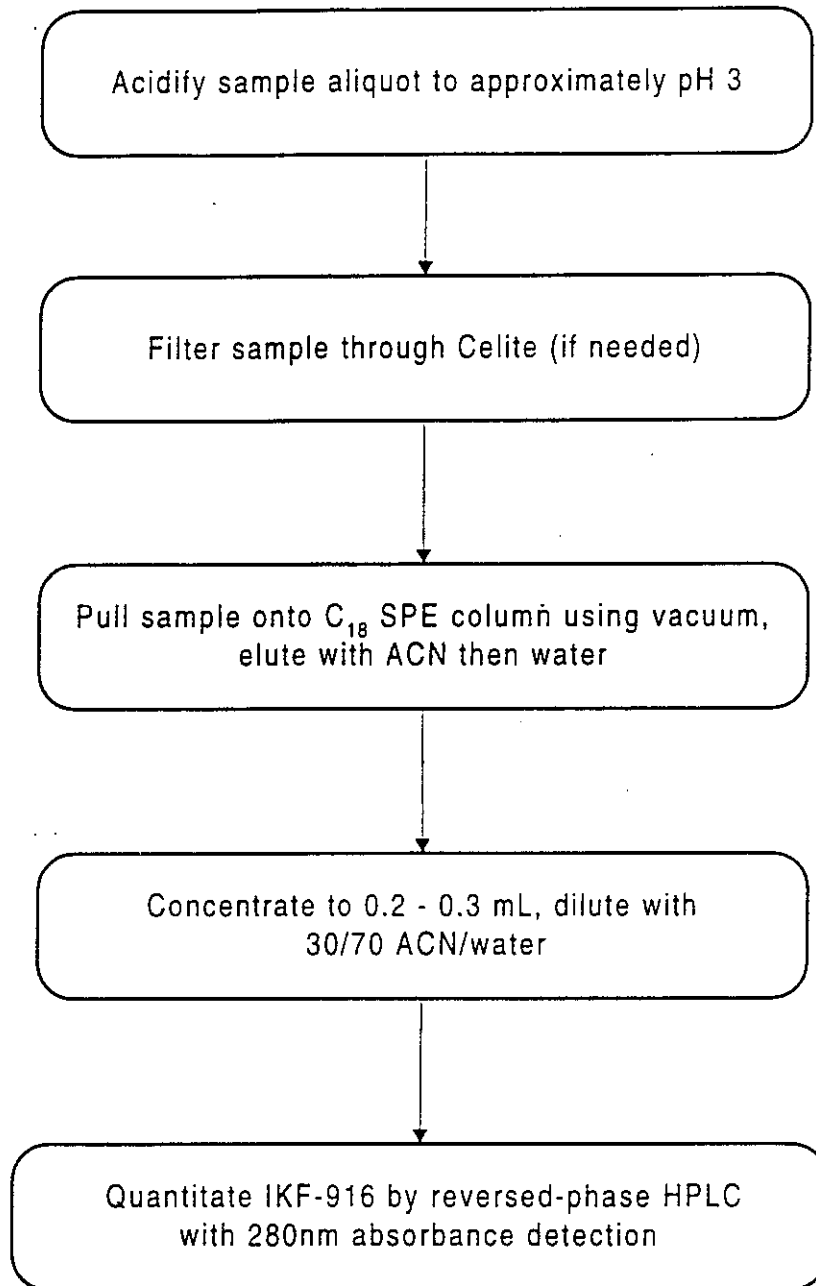 Acidify sample aliquot to approximately pH 3
Filter sample through Celite (if needed)
Pull sample onto C₁₈ SPE column using vacuum,
elute with ACN then water
Concentrate to 0.2 - 0.3 mL, dilute with
30/70 ACN/water
Quantitate IKF-916 by reversed-phase HPLC
with 280nm absorbance detection